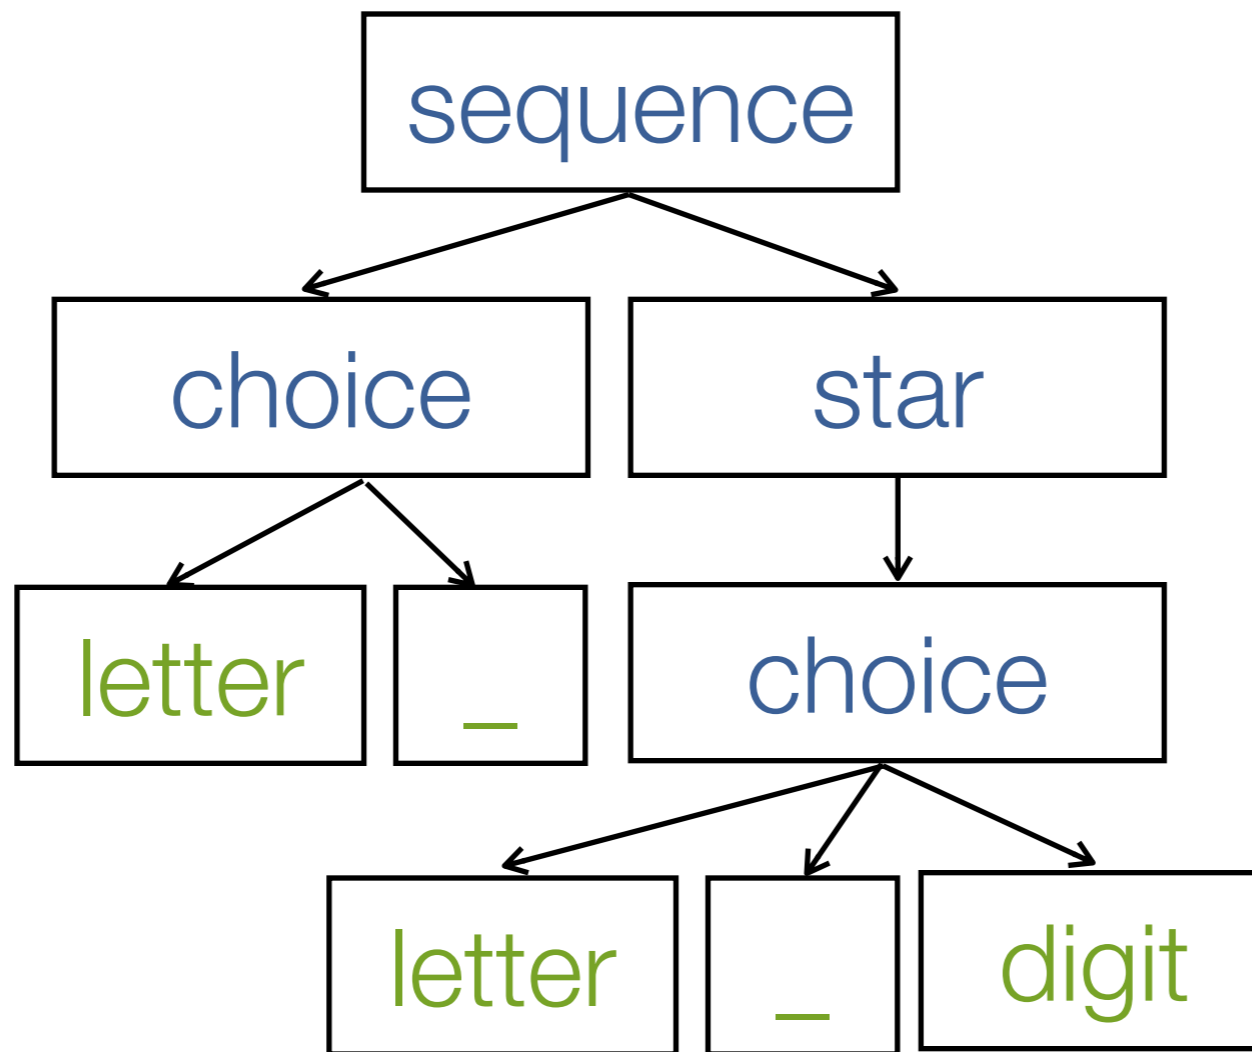 sequence
choice
star
letter
_
choice
letter
_
digit